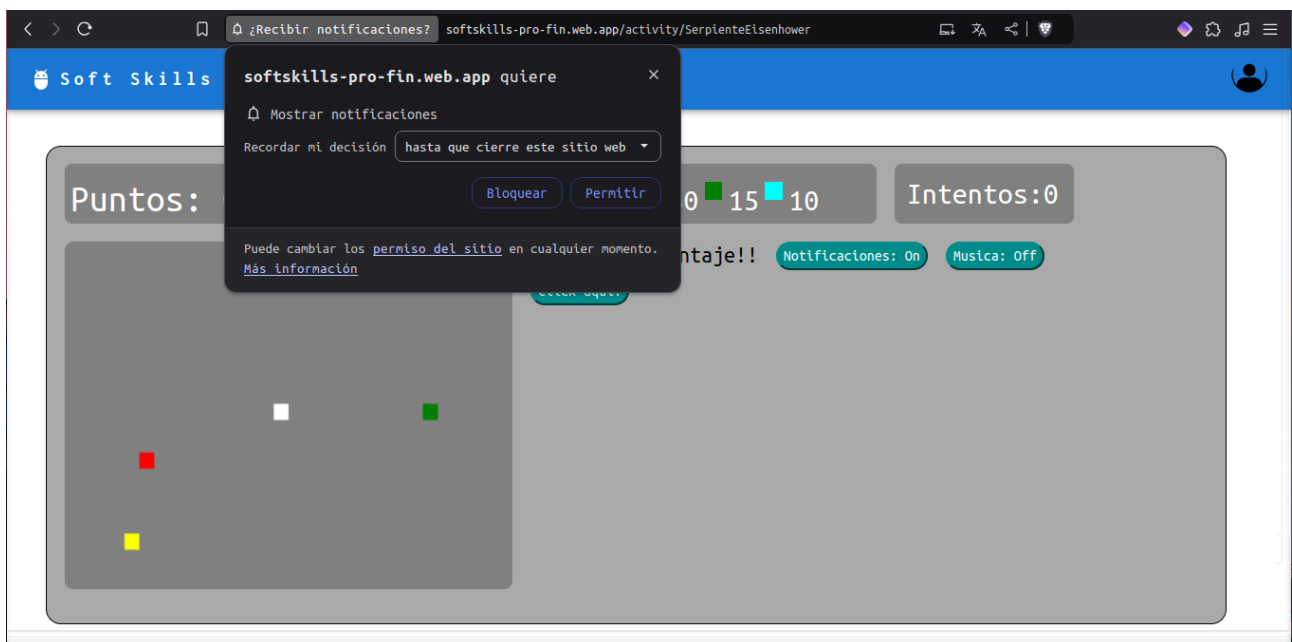 ¿Recibir notificaciones? softskills-pro-fin.web.app/activity/SerpienteEisenhower
Soft Skills
softskills-pro-fin.web.app quiere
Mostrar notificaciones
Recordar mi decisión hasta que cierre este sitio web
Bloquear Permitir
Puede cambiar los permiso del sitio en cualquier momento.
Más información
Puntos: 0 15 10 Intentos:0
ntaje!! Notificaciones: On Musica: Off